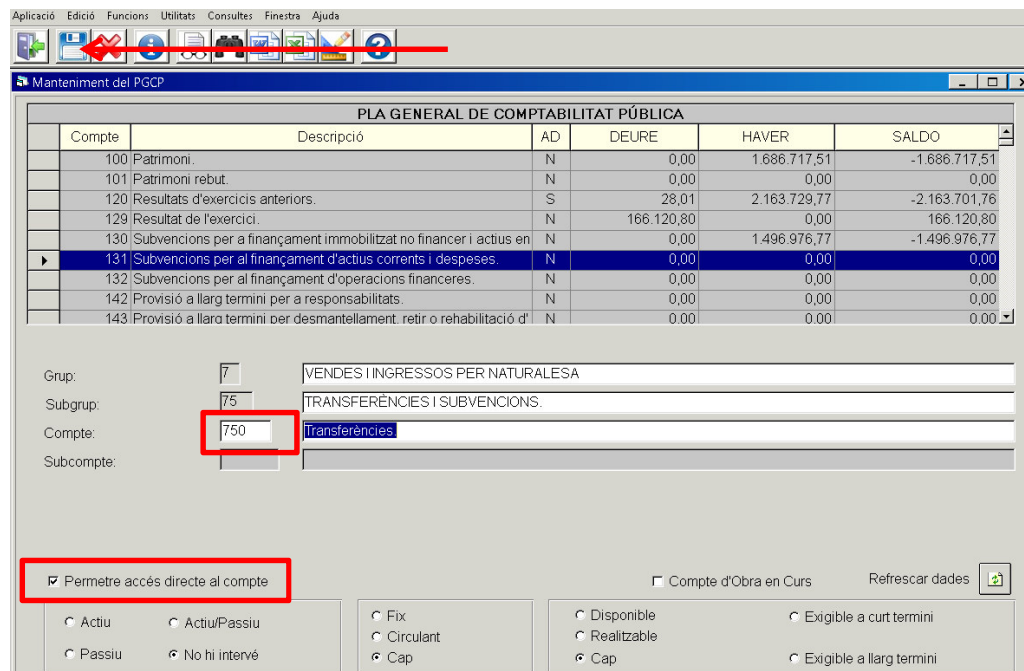 Aplicació Edició Funcions Utilitats Consultes Finestra Ajuda
Manteniment del PGCP
PLA GENERAL DE COMPTABILITAT PÚBLICA
Compte Descripció AD DEURE HAVER SALDO
100 Patrimoni. N 0,00 1.686.717,51 -1.686.717,51
101 Patrimoni rebut. N 0,00 0,00 0,00
120 Resultats d'exercicis anteriors. S 28,01 2.163.729,77 -2.163.701,76
129 Resultat de l'exercici. N 166.120,80 0,00 166.120,80
130 Subvencions per a finançament immobilitzat no financer i actius en N 0,00 1.496.976,77 -1.496.976,77
131 Subvencions per al finançament d'actius corrents i despeses. N 0,00 0,00 0,00
132 Subvencions per al finançament d'operacions financeres. N 0,00 0,00 0,00
142 Provisió a llarg termini per a responsabilitats. N 0,00 0,00 0,00
143 Provisió a llarg termini per desmantellament, retir o rehabilitació d' N 0,00 0,00 0,00
Grup: 7 VENDES I INGRESSOS PER NATURALESA
Subgrup: 75 TRANSFERÈNCIES I SUBVENCIONS.
Compte: 750 Transferències.
Subcompte:
Permetre accés directe al compte Compte d'Obra en Curs Refrescar dades
Actiu Actiu/Passiu Fix Disponible Exigible a curt termini
Circulant Realitzable
Passiu No hi intervé Cap Cap Exigible a llarg termini